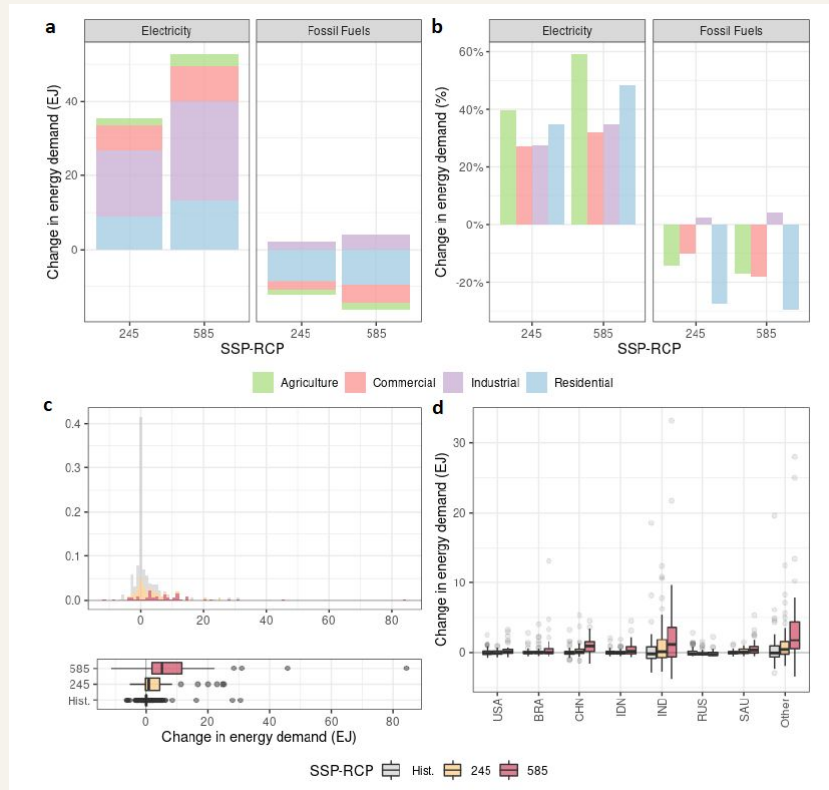 a
Electricity
Fossil Fuels
Change in energy demand (EJ)
40
20
0
245
585
245
585
SSP-RCP
b
Electricity
Fossil Fuels
Change in energy demand (%)
60%
40%
20%
0%
-20%
245
585
245
585
SSP-RCP
Agriculture Commercial Industrial Residential
c
0.4
0.3
0.2
0.1
0.0
0 20 40 60 80
585
245
Hist.
0 20 40 60 80
Change in energy demand (EJ)
d
Change in energy demand (EJ)
30
20
10
0
USA
BRA
CHN
IDN
IND
RUS
SAU
Other
SSP-RCP Hist. 245 585